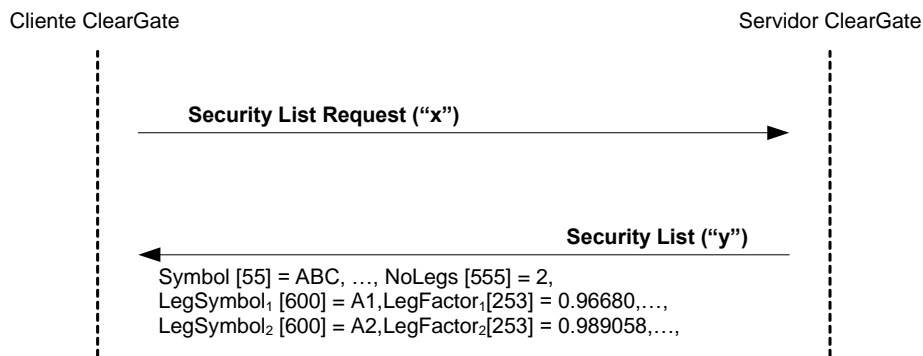 Cliente ClearGate
Servidor ClearGate
Security List Request (“x”)
Security List (“y”)
Symbol [55] = ABC, …, NoLegs [555] = 2,
LegSymbol₁ [600] = A1,LegFactor₁[253] = 0.96680,…,
LegSymbol₂ [600] = A2,LegFactor₂[253] = 0.989058,…,